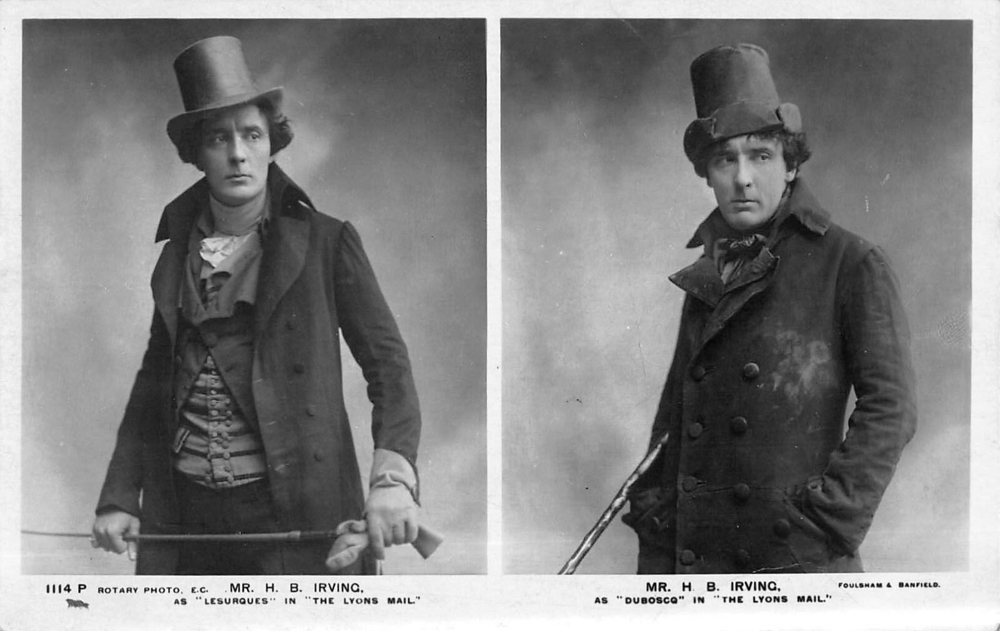 1114 P ROTARY PHOTO, E.C. MR. H. B. IRVING,
AS "LESURQUES" IN "THE LYONS MAIL."
MR. H. B. IRVING, FOULSHAM & BANFIELD.
AS "DUBOSCQ" IN "THE LYONS MAIL."